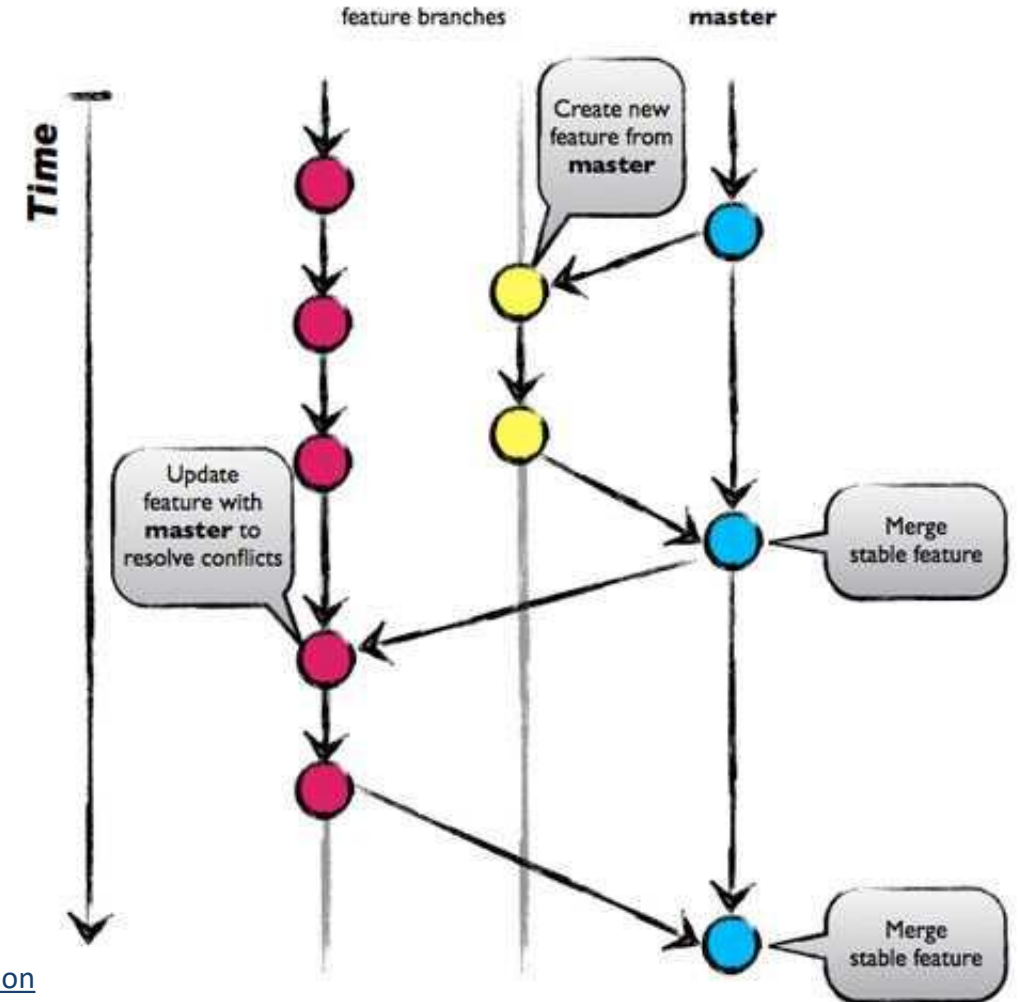 feature branches
master
Time
Create new
feature from
master
Update
feature with
master to
resolve conflicts
Merge
stable feature
Merge
stable feature
on